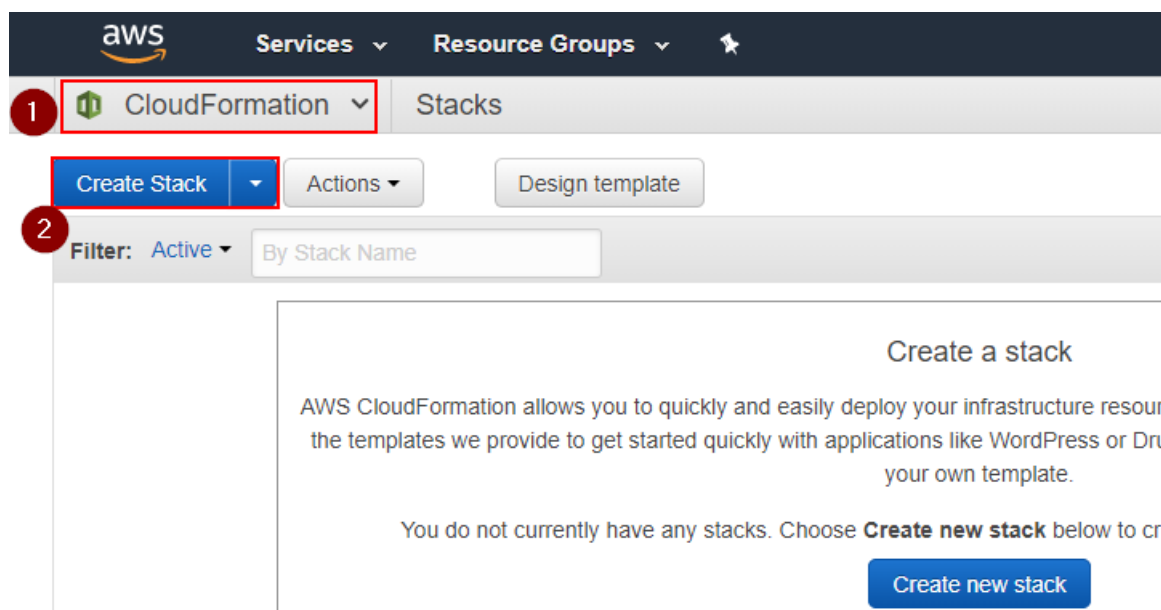 aws Services Resource Groups
1 CloudFormation Stacks
Create Stack Actions Design template
2
Filter: Active By Stack Name
Create a stack
AWS CloudFormation allows you to quickly and easily deploy your infrastructure
the templates we provide to get started quickly with applications like WordPress or
your own template.
You do not currently have any stacks. Choose Create new stack below to
Create new stack